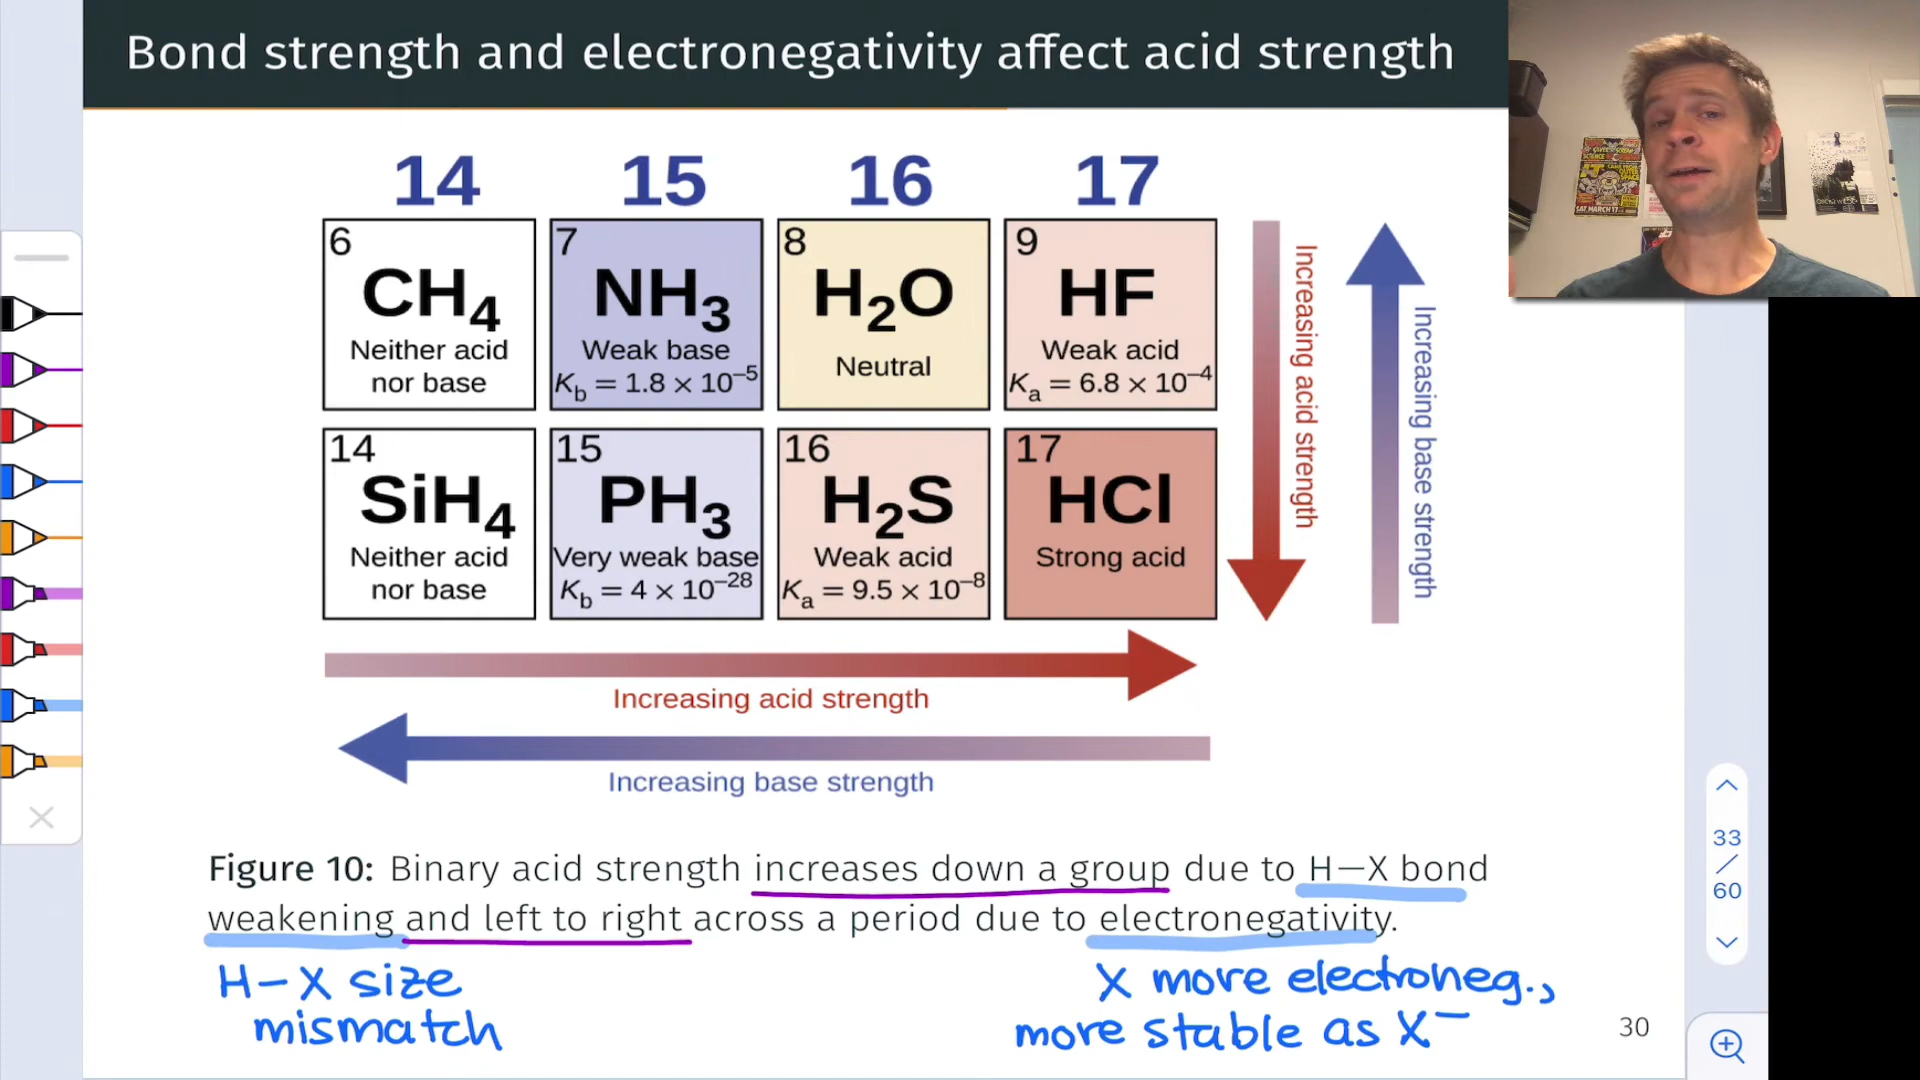 Bond strength and electronegativity affect acid strength
14 15 16 17
6 7 8 9
CH₄ NH₃ H₂O HF
Neither acid nor base
Weak base
K_b = 1.8 × 10⁻⁵
Neutral
Weak acid
K_a = 6.8 × 10⁻⁴
14 15 16 17
SiH₄ PH₃ H₂S HCl
Neither acid nor base
Very weak base
K_b = 4 × 10⁻²⁸
Weak acid
K_a = 9.5 × 10⁻⁸
Strong acid
Increasing acid strength
Increasing base strength
Increasing acid strength
Increasing base strength
Figure 10: Binary acid strength increases down a group due to H—X bond
weakening and left to right across a period due to electronegativity.
H–X size
mismatch
X more electroneg.,
more stable as X⁻
30
33
/
60
SAT, MARCH 17